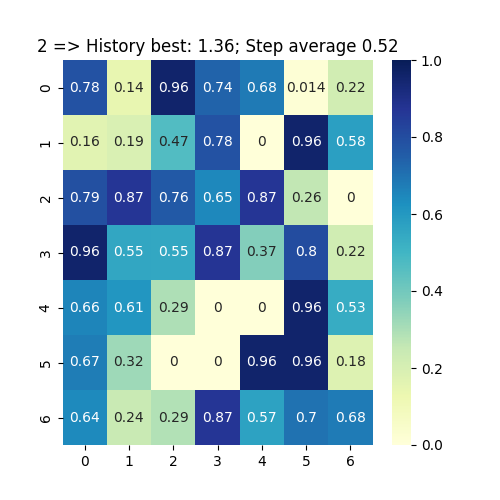 2 => History best: 1.36; Step average 0.52
0 0.78 0.14 0.96 0.74 0.68 0.014 0.22
1 0.16 0.19 0.47 0.78 0 0.96 0.58
2 0.79 0.87 0.76 0.65 0.87 0.26 0
3 0.96 0.55 0.55 0.87 0.37 0.8 0.22
4 0.66 0.61 0.29 0 0 0.96 0.53
5 0.67 0.32 0 0 0.96 0.96 0.18
6 0.64 0.24 0.29 0.87 0.57 0.7 0.68
0 1 2 3 4 5 6
1.0
0.8
0.6
0.4
0.2
0.0